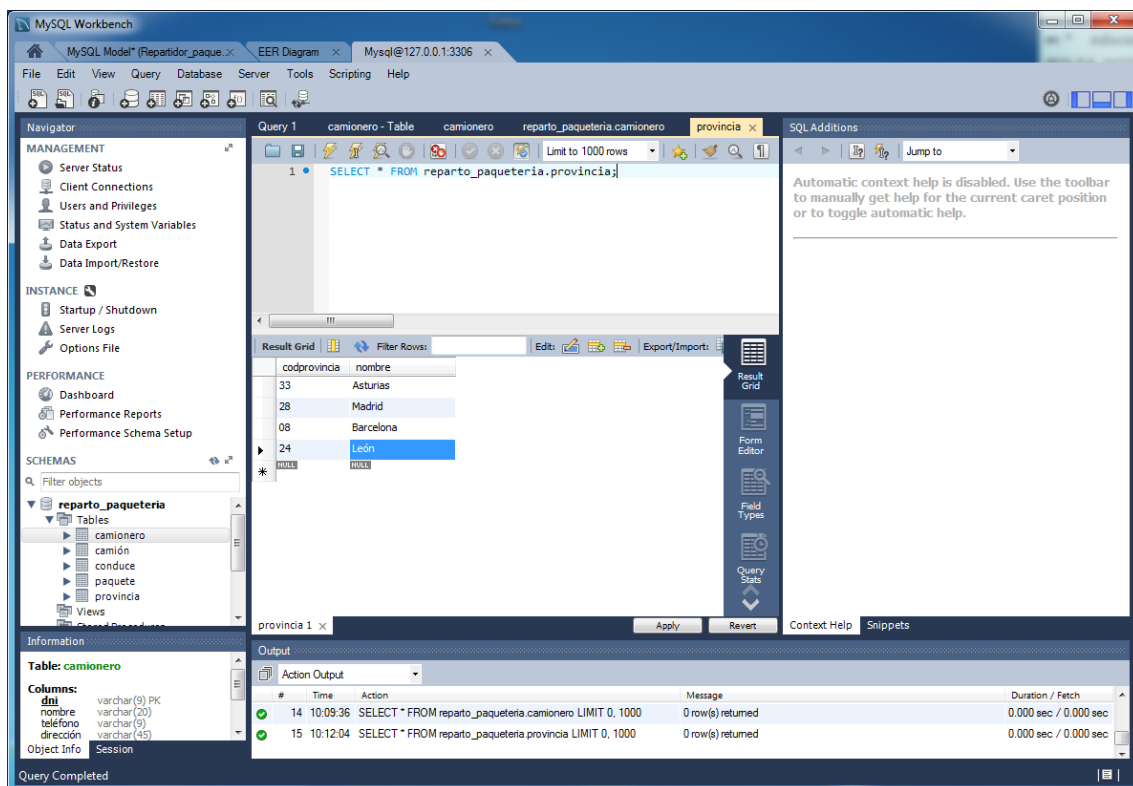 MySQL Workbench
MySQL Model* (Repartidor_paque.. EER Diagram Mysql@127.0.0.1:3306
File Edit View Query Database Server Tools Scripting Help
Navigator
MANAGEMENT
Server Status
Client Connections
Users and Privileges
Status and System Variables
Data Export
Data Import/Restore
INSTANCE
Startup / Shutdown
Server Logs
Options File
PERFORMANCE
Dashboard
Performance Reports
Performance Schema Setup
SCHEMAS
Filter objects
reparto_paqueteria
Tables
camionero
camión
conduce
paquete
provincia
Views
Stored Procedures
Information
Table: camionero
Columns:
dni varchar(9) PK
nombre varchar(20)
teléfono varchar(9)
dirección varchar(45)
Object Info Session
Query 1 camionero - Table camionero reparto_paqueteria.camionero provincia
Limit to 1000 rows
1 SELECT * FROM reparto_paqueteria.provincia;
Result Grid Filter Rows: Edit: Export/Import:
codprovincia nombre
33 Asturias
28 Madrid
08 Barcelona
24 León
NULL NULL
Result
Grid
Form
Editor
Field
Types
Query
Stats
provincia 1 Apply Revert
SQL Additions
Jump to
Automatic context help is disabled. Use the toolbar
to manually get help for the current caret position
or to toggle automatic help.
Context Help Snippets
Output
Action Output
# Time Action Message Duration / Fetch
14 10:09:36 SELECT * FROM reparto_paqueteria.camionero LIMIT 0, 1000 0 row(s) returned 0.000 sec / 0.000 sec
15 10:12:04 SELECT * FROM reparto_paqueteria.provincia LIMIT 0, 1000 0 row(s) returned 0.000 sec / 0.000 sec
Query Completed